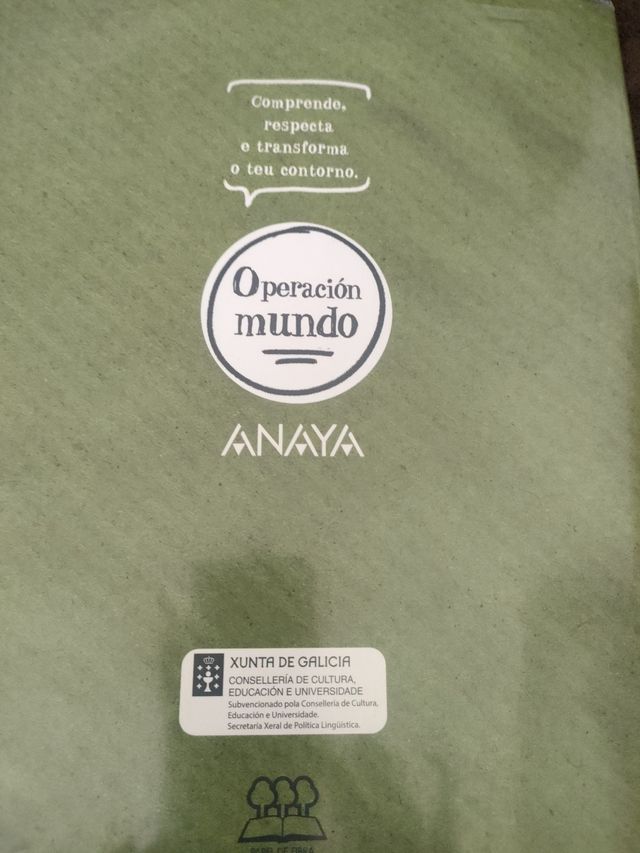 Comprende,
respecta
e transforma
o teu contorno.
Operación
mundo
ANAYA
XUNTA DE GALICIA
CONSELLERÍA DE CULTURA,
EDUCACIÓN E UNIVERSIDADE
Subvencionado pola Consellería de Cultura,
Educación e Universidade.
Secretaría Xeral de Política Lingüística.